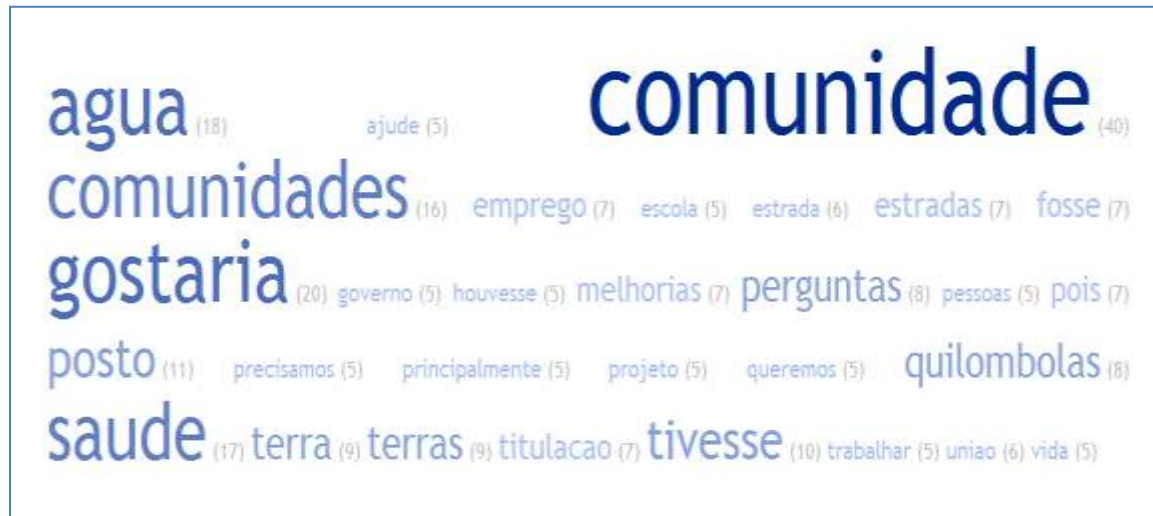 agua (18) ajude (5) comunidade (40)
comunidades (16) emprego (7) escola (5) estrada (6) estradas (7) fosse (7)
gostaria (20) governo (5) houvesse (5) melhorias (7) perguntas (8) pessoas (5) pois (7)
posto (11) precisamos (5) principalmente (5) projeto (5) queremos (5) quilombolas (8)
saude (17) terra (9) terras (9) titulacao (7) tivesse (10) trabalhar (5) uniao (6) vida (5)